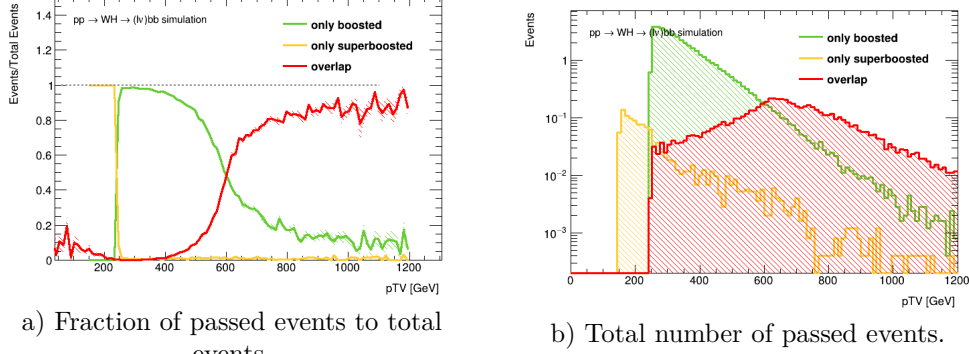 pp → WH → (lν)bb simulation
only boosted
only superboosted
overlap
Events/Total Events
1.4
1.2
1
0.8
0.6
0.4
0.2
0
200 400 600 800 1000 1200
pTV [GeV]
a) Fraction of passed events to total
events
Events
pp → WH → (lν)bb simulation
only boosted
only superboosted
overlap
1
10⁻¹
10⁻²
10⁻³
0 200 400 600 800 1000 1200
pTV [GeV]
b) Total number of passed events.